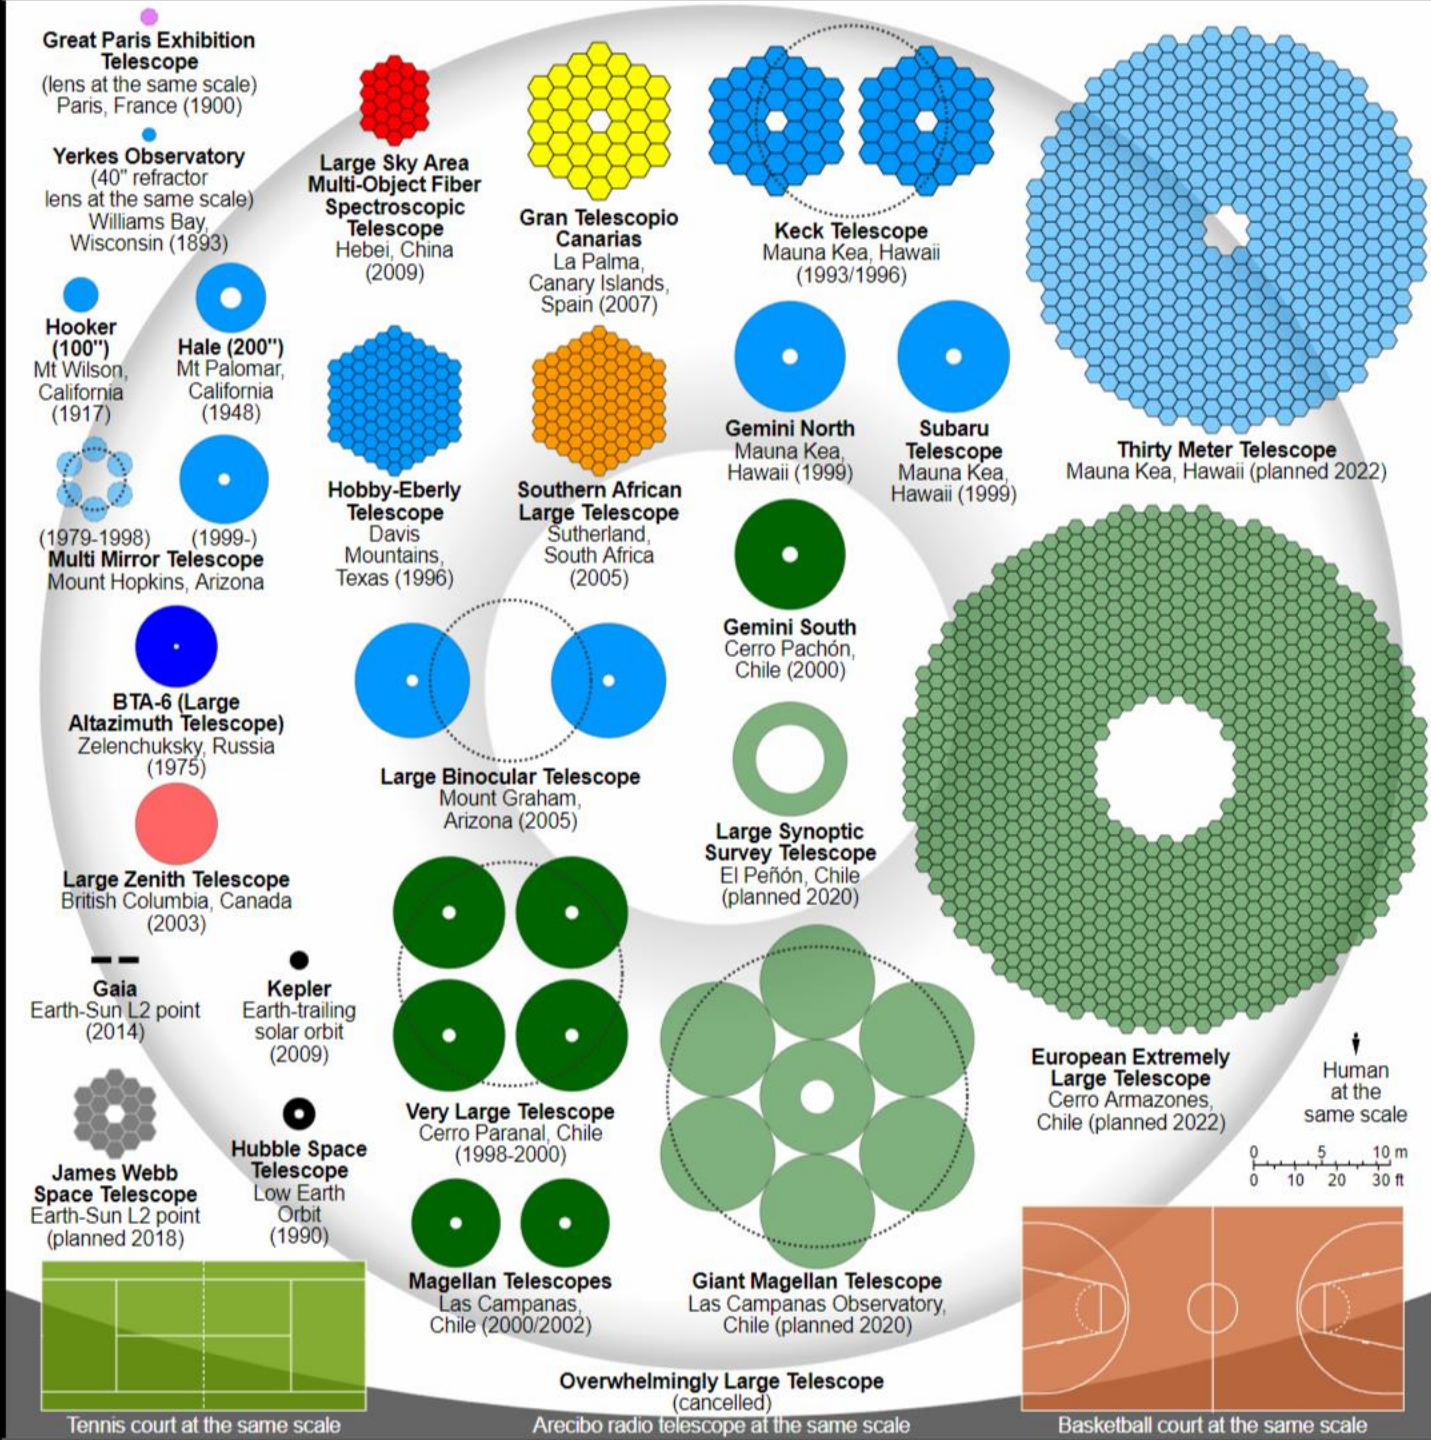 Great Paris Exhibition
Telescope
(lens at the same scale)
Paris, France (1900)
Yerkes Observatory
(40" refractor
lens at the same scale)
Williams Bay,
Wisconsin (1893)
Hooker
(100")
Mt Wilson,
California
(1917)
Hale (200")
Mt Palomar,
California
(1948)
(1979-1998)
(1999-)
Multi Mirror Telescope
Mount Hopkins, Arizona
BTA-6 (Large
Altazimuth Telescope)
Zelenchuksky, Russia
(1975)
Large Zenith Telescope
British Columbia, Canada
(2003)
Gaia
Earth-Sun L2 point
(2014)
Kepler
Earth-trailing
solar orbit
(2009)
James Webb
Space Telescope
Earth-Sun L2 point
(planned 2018)
Hubble Space
Telescope
Low Earth
Orbit
(1990)
Large Sky Area
Multi-Object Fiber
Spectroscopic
Telescope
Hebei, China
(2009)
Gran Telescopio
Canarias
La Palma,
Canary Islands,
Spain (2007)
Keck Telescope
Mauna Kea, Hawaii
(1993/1996)
Hobby-Eberly
Telescope
Davis
Mountains,
Texas (1996)
Southern African
Large Telescope
Sutherland,
South Africa
(2005)
Gemini North
Mauna Kea,
Hawaii (1999)
Subaru
Telescope
Mauna Kea,
Hawaii (1999)
Thirty Meter Telescope
Mauna Kea, Hawaii (planned 2022)
Gemini South
Cerro Pachón,
Chile (2000)
Large Binocular Telescope
Mount Graham,
Arizona (2005)
Large Synoptic
Survey Telescope
El Peñón, Chile
(planned 2020)
Very Large Telescope
Cerro Paranal, Chile
(1998-2000)
Magellan Telescopes
Las Campanas,
Chile (2000/2002)
Giant Magellan Telescope
Las Campanas Observatory,
Chile (planned 2020)
European Extremely
Large Telescope
Cerro Armazones,
Chile (planned 2022)
Human
at the
same scale
0 5 10 m
0 10 20 30 ft
Overwhelmingly Large Telescope
(cancelled)
Tennis court at the same scale
Arecibo radio telescope at the same scale
Basketball court at the same scale